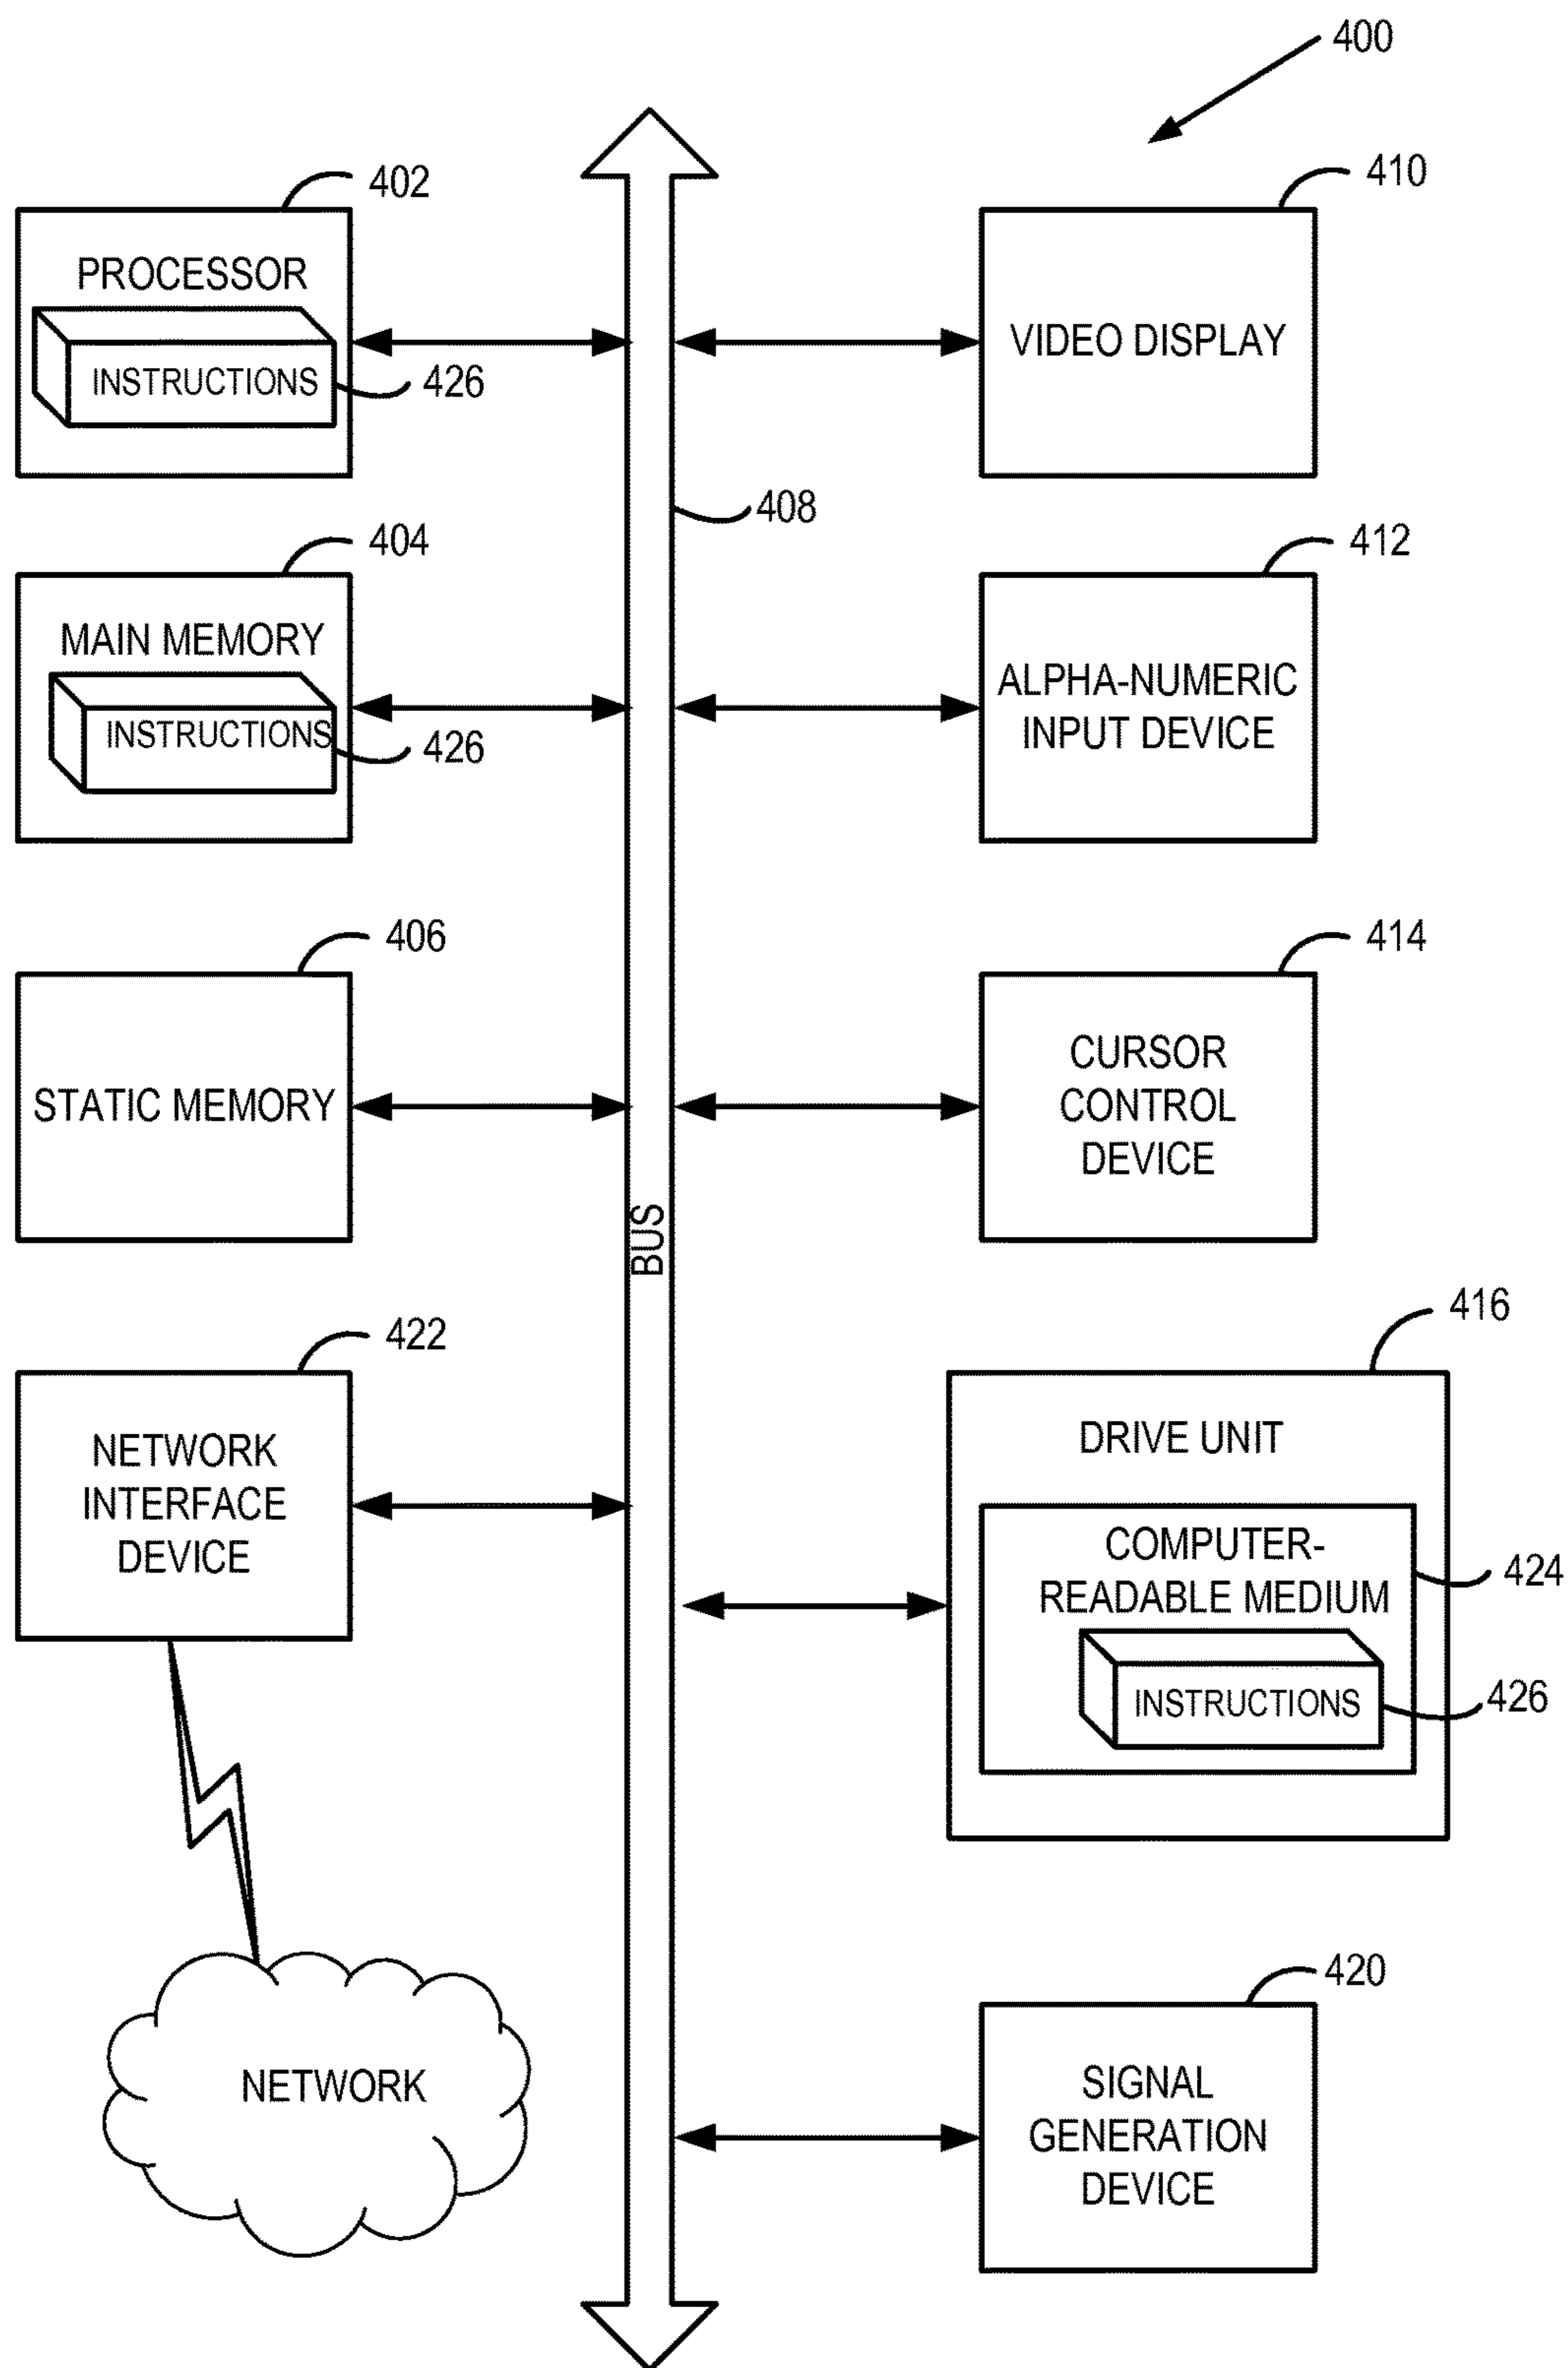 400
402
PROCESSOR
INSTRUCTIONS
426
410
VIDEO DISPLAY
408
404
MAIN MEMORY
INSTRUCTIONS
426
412
ALPHA-NUMERIC
INPUT DEVICE
406
STATIC MEMORY
414
CURSOR
CONTROL
DEVICE
BUS
422
NETWORK
INTERFACE
DEVICE
416
DRIVE UNIT
COMPUTER-
READABLE MEDIUM
424
INSTRUCTIONS
426
NETWORK
420
SIGNAL
GENERATION
DEVICE